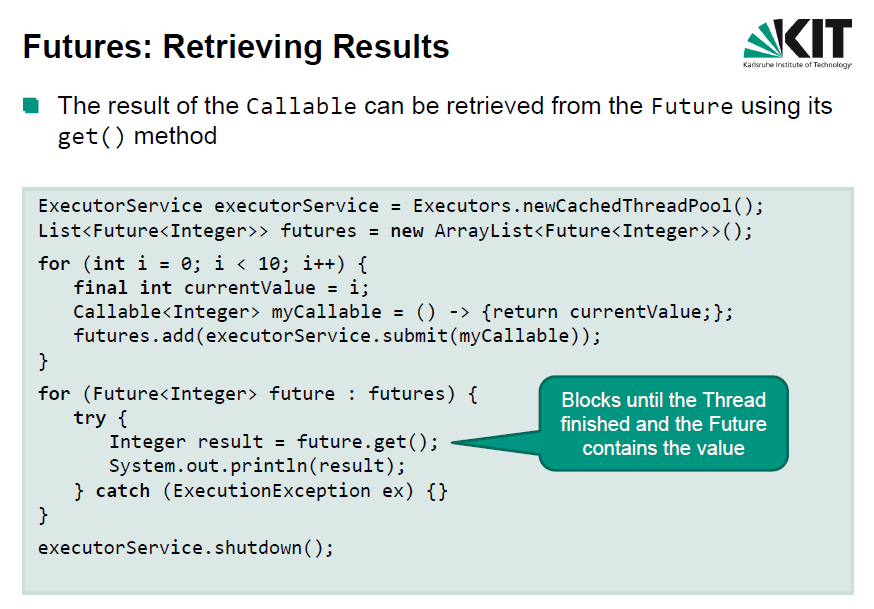 Futures: Retrieving Results
KIT
Karlsruhe Institute of Technology
The result of the Callable can be retrieved from the Future using its
get() method
ExecutorService executorService = Executors.newCachedThreadPool();
List<Future<Integer>> futures = new ArrayList<Future<Integer>>();
for (int i = 0; i < 10; i++) {
final int currentValue = i;
Callable<Integer> myCallable = () -> {return currentValue;};
futures.add(executorService.submit(myCallable));
}
for (Future<Integer> future : futures) {
try {
Integer result = future.get();
System.out.println(result);
} catch (ExecutionException ex) {}
}
executorService.shutdown();
Blocks until the Thread
finished and the Future
contains the value